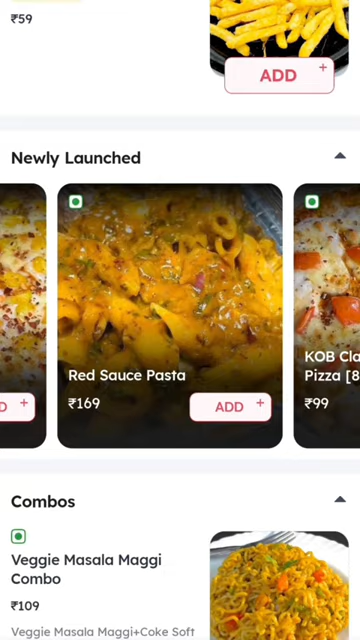 ₹59
ADD +
Newly Launched
Red Sauce Pasta
₹169
ADD +
D +
KOB Cla
Pizza [8
₹99
Combos
Veggie Masala Maggi
Combo
₹109
Veggie Masala Maggi+Coke Soft